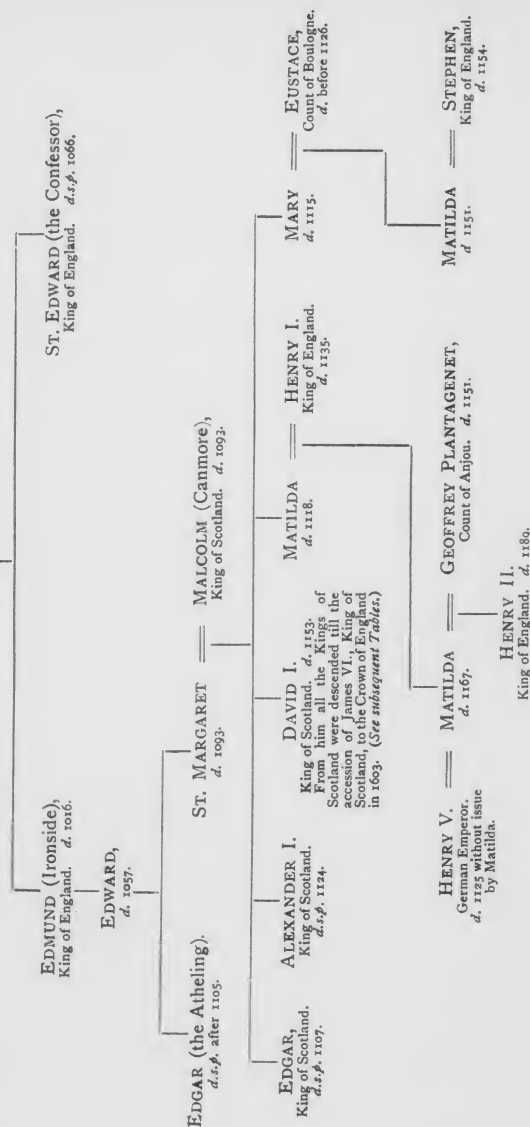 EDMUND (Ironside),
King of England. d. 1016.
ST. EDWARD (the Confessor),
King of England. d.s.p. 1066.
EDWARD,
d. 1057.
EDGAR (the Atheling).
d.s.p. after 1105.
ST. MARGARET
d. 1093.
MALCOLM (Canmore),
King of Scotland. d. 1093.
EDGAR,
King of Scotland.
d.s.p. 1107.
ALEXANDER I.
King of Scotland.
d.s.p. 1124.
DAVID I.
King of Scotland. d. 1153.
From him all the Kings of
Scotland were descended till the
accession of James VI., King of
Scotland, to the Crown of England
in 1603. (See subsequent Tables.)
MATILDA
d. 1118.
HENRY I.
King of England.
d. 1135.
MARY
d. 1115.
EUSTACE,
Count of Boulogne.
d. before 1126.
HENRY V.
German Emperor.
d. 1125 without issue
by Matilda.
MATILDA
d. 1167.
GEOFFREY PLANTAGENET,
Count of Anjou. d. 1151.
MATILDA
d 1151.
STEPHEN,
King of England.
d. 1154.
HENRY II.
King of England. d. 1189.